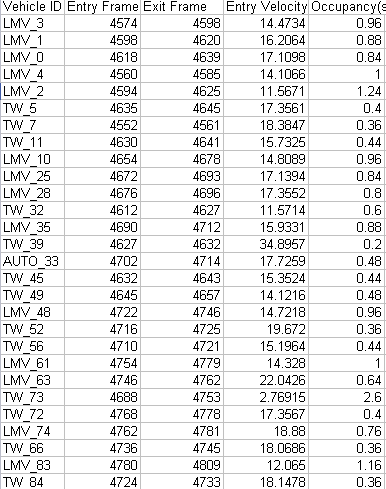 Vehicle ID Entry Frame Exit Frame Entry Velocity Occupancy(s
LMV_3 4574 4598 14.4734 0.96
LMV_1 4598 4620 16.2064 0.88
LMV_0 4618 4639 17.1098 0.84
LMV_4 4560 4585 14.1066 1
LMV_2 4594 4625 11.5671 1.24
TW_5 4635 4645 17.3561 0.4
TW_7 4552 4561 18.3847 0.36
TW_11 4630 4641 15.7325 0.44
LMV_10 4654 4678 14.8089 0.96
LMV_25 4672 4693 17.1394 0.84
LMV_28 4676 4696 17.3552 0.8
TW_32 4612 4627 11.5714 0.6
LMV_35 4690 4712 15.9331 0.88
TW_39 4627 4632 34.8957 0.2
AUTO_33 4702 4714 17.7259 0.48
TW_45 4632 4643 15.3524 0.44
TW_49 4645 4657 14.1216 0.48
LMV_48 4722 4746 14.7218 0.96
TW_52 4716 4725 19.672 0.36
TW_56 4710 4721 15.1964 0.44
LMV_61 4754 4779 14.328 1
LMV_63 4746 4762 22.0426 0.64
TW_73 4688 4753 2.76915 2.6
TW_72 4768 4778 17.3567 0.4
LMV_74 4762 4781 18.88 0.76
TW_66 4736 4745 18.0686 0.36
LMV_83 4780 4809 12.065 1.16
TW_84 4724 4733 18.1478 0.36